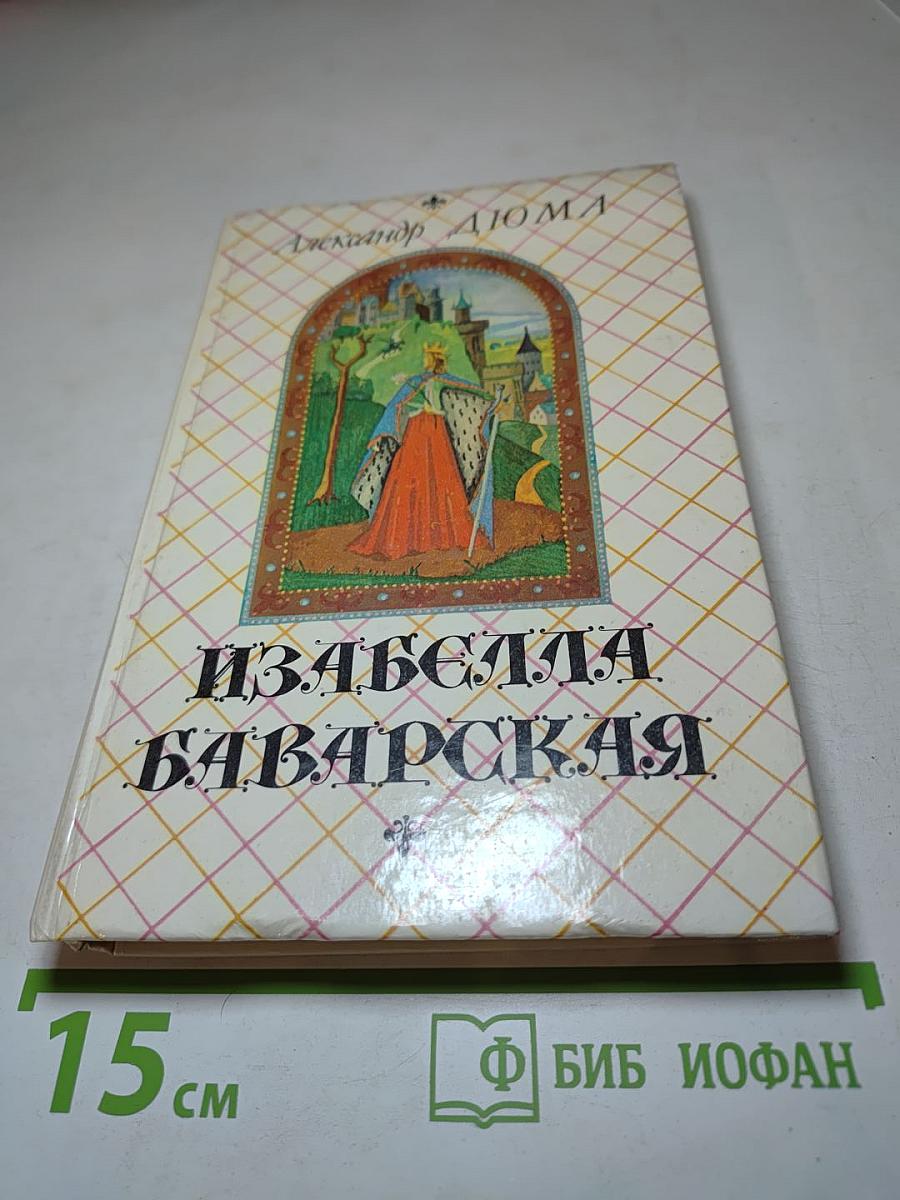 Александр ДЮМА
ИЗАБЕЛЛА
БАВАРСКАЯ
15 см
Ф БИБ ИОФАН